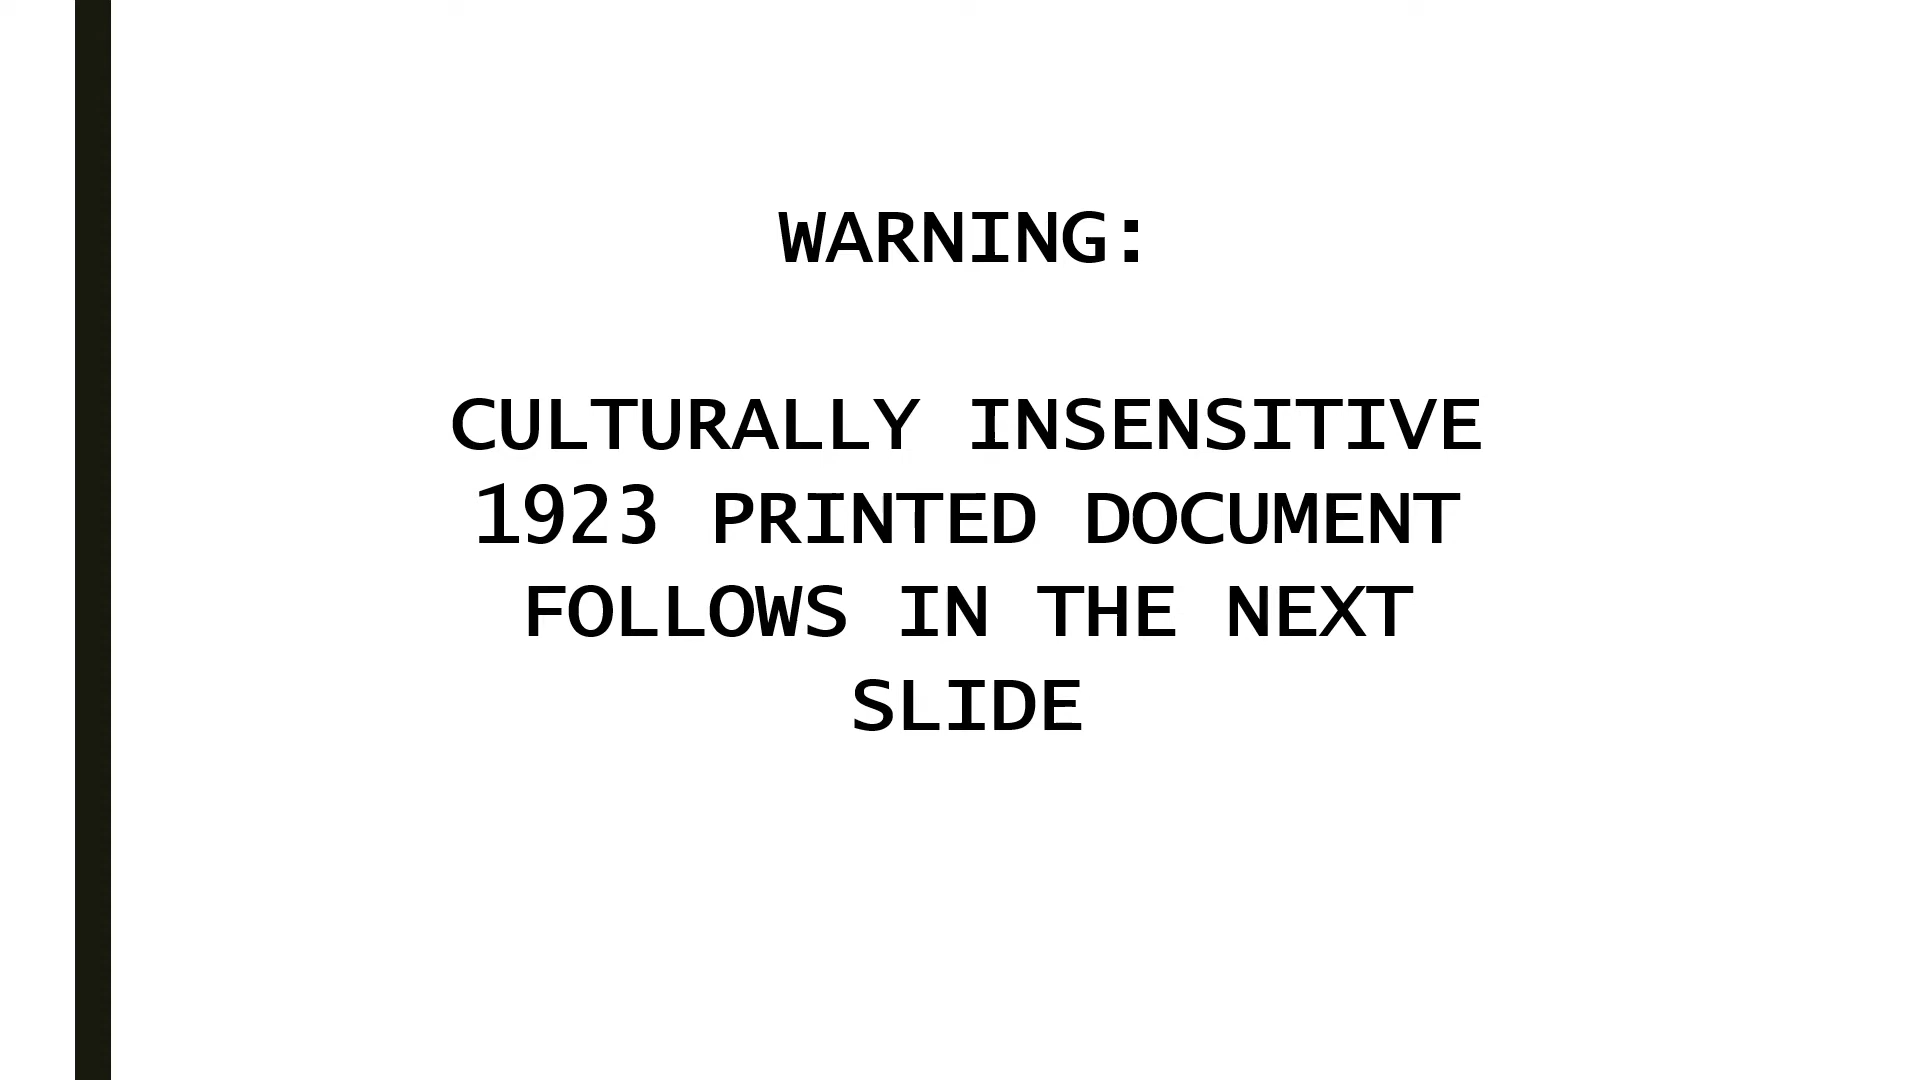 WARNING:
CULTURALLY INSENSITIVE
1923 PRINTED DOCUMENT
FOLLOWS IN THE NEXT
SLIDE